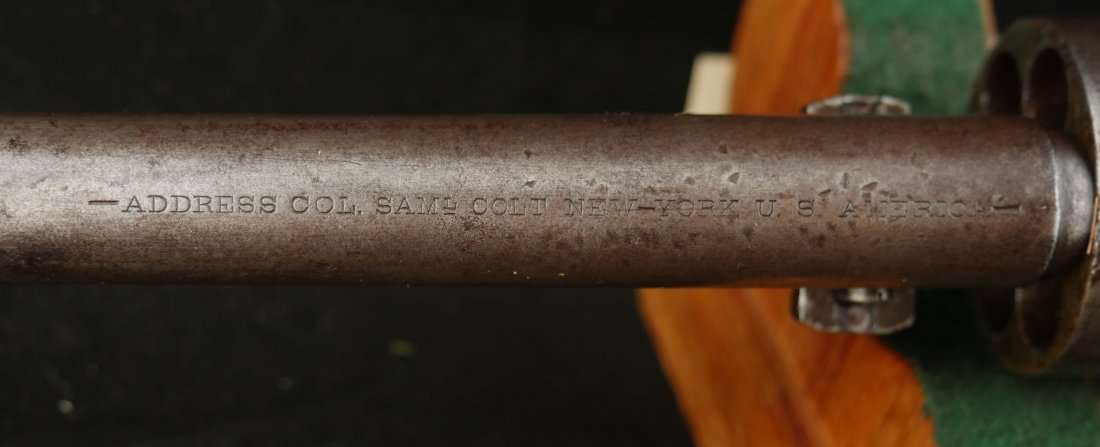 —ADDRESS COL. SAMᴸ COLT NEW-YORK U. S. AMERICA—